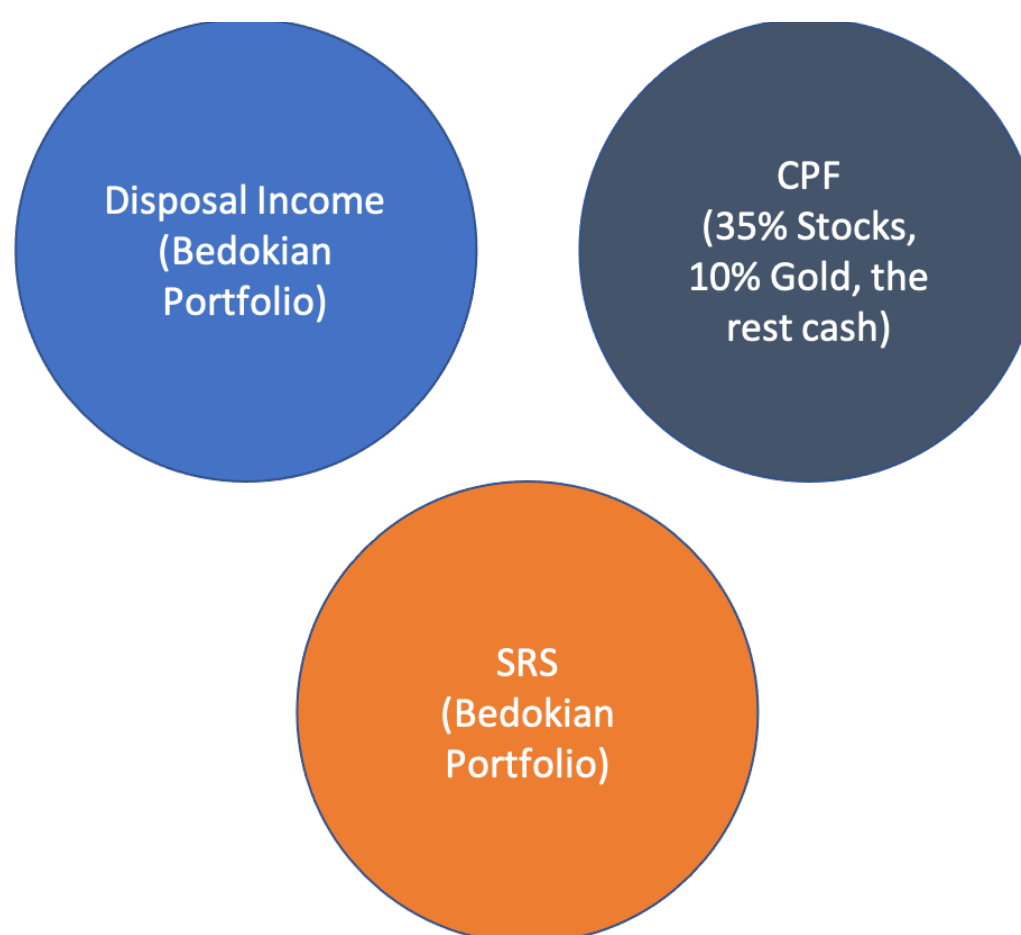 Disposal Income
(Bedokian
Portfolio)
CPF
(35% Stocks,
10% Gold, the
rest cash)
SRS
(Bedokian
Portfolio)